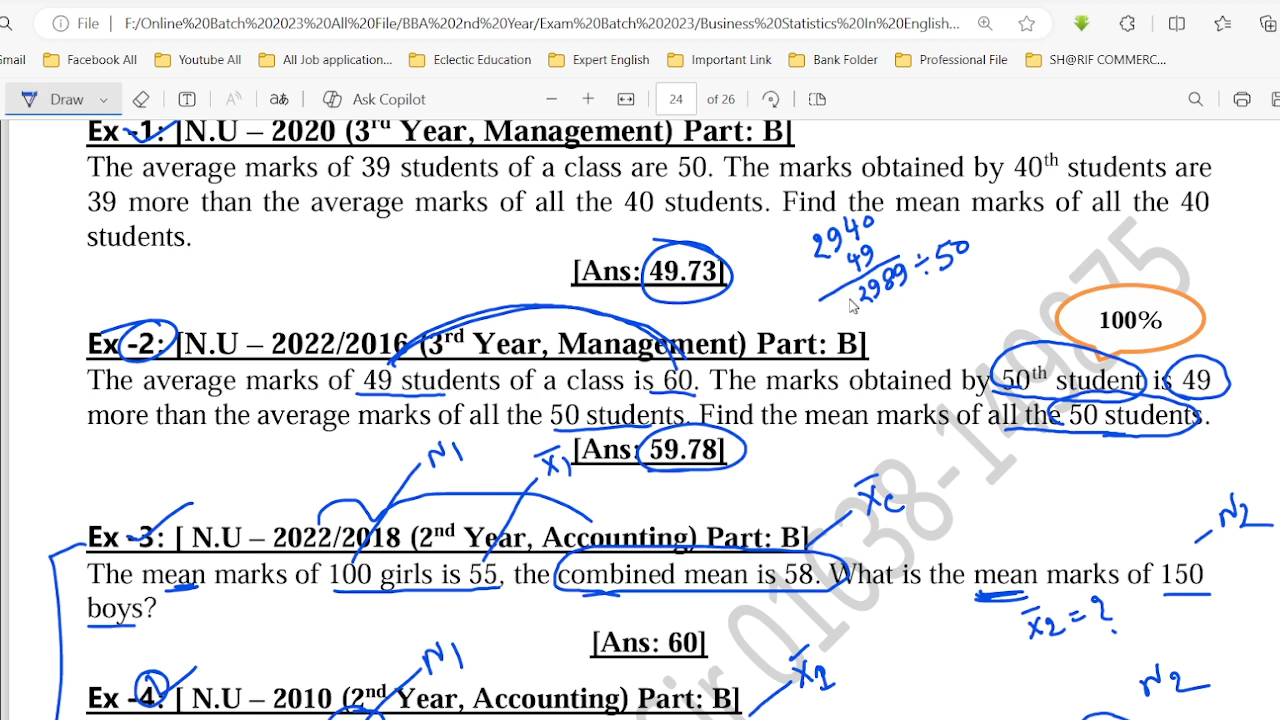 File F:/Online%20Batch%202023%20All%20File/BBA%202nd%20Year/Exam%20Batch%202023/Business%20Statistics%20In%20English...
Gmail Facebook All Youtube All All Job application... Eclectic Education Expert English Important Link Bank Folder Professional File SH@RIF COMMERC...
Draw Ask Copilot 24 of 26
Ex -1: [N.U – 2020 (3rd Year, Management) Part: B]
The average marks of 39 students of a class are 50. The marks obtained by 40th students are
39 more than the average marks of all the 40 students. Find the mean marks of all the 40
students.
2940
49
[Ans: 49.73]
2989 ÷ 50
100%
Ex -2: [N.U – 2022/2016 (3rd Year, Management) Part: B]
The average marks of 49 students of a class is 60. The marks obtained by 50th student is 49
more than the average marks of all the 50 students. Find the mean marks of all the 50 students.
[Ans: 59.78]
N1 X̄1 X̄c N2
Ex -3: [ N.U – 2022/2018 (2nd Year, Accounting) Part: B]
The mean marks of 100 girls is 55, the combined mean is 58. What is the mean marks of 150
boys?
X̄2 = ?
[Ans: 60]
N1 X̄1 N2
Ex -4: [ N.U – 2010 (2nd Year, Accounting) Part: B]